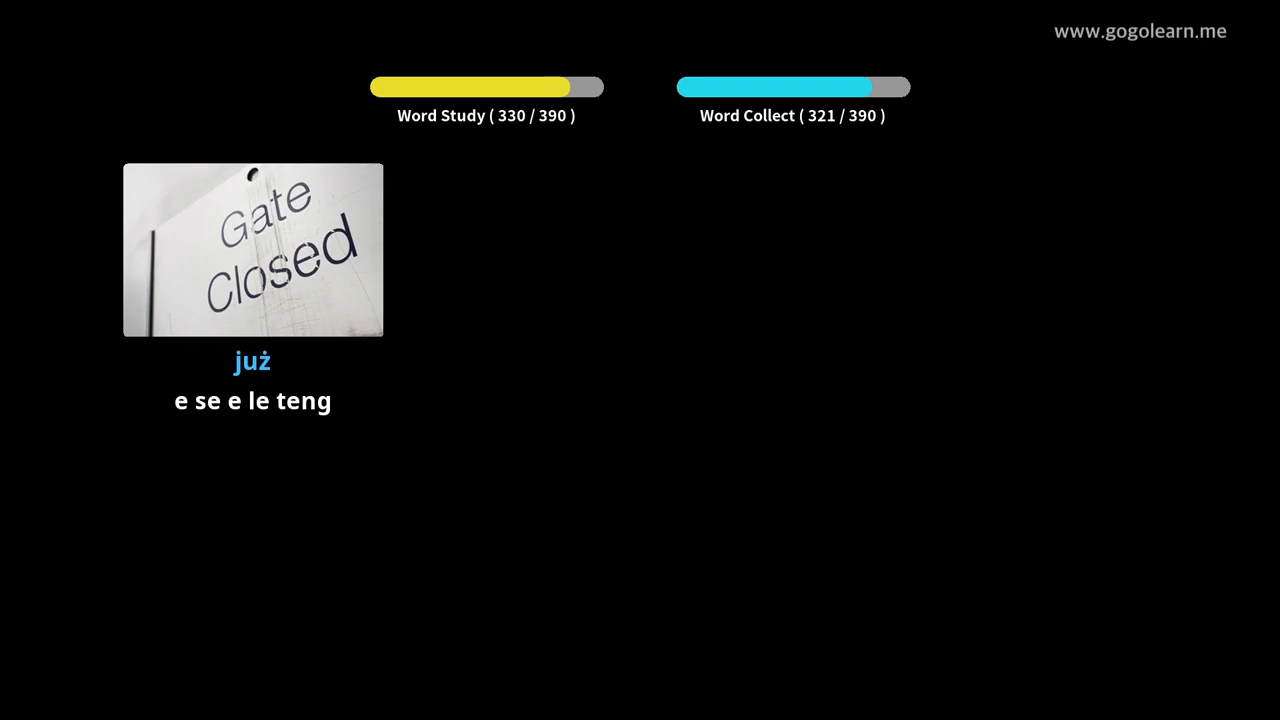 www.gogolearn.me
Word Study ( 330 / 390 )
Word Collect ( 321 / 390 )
Gate
Closed
już
e se e le teng